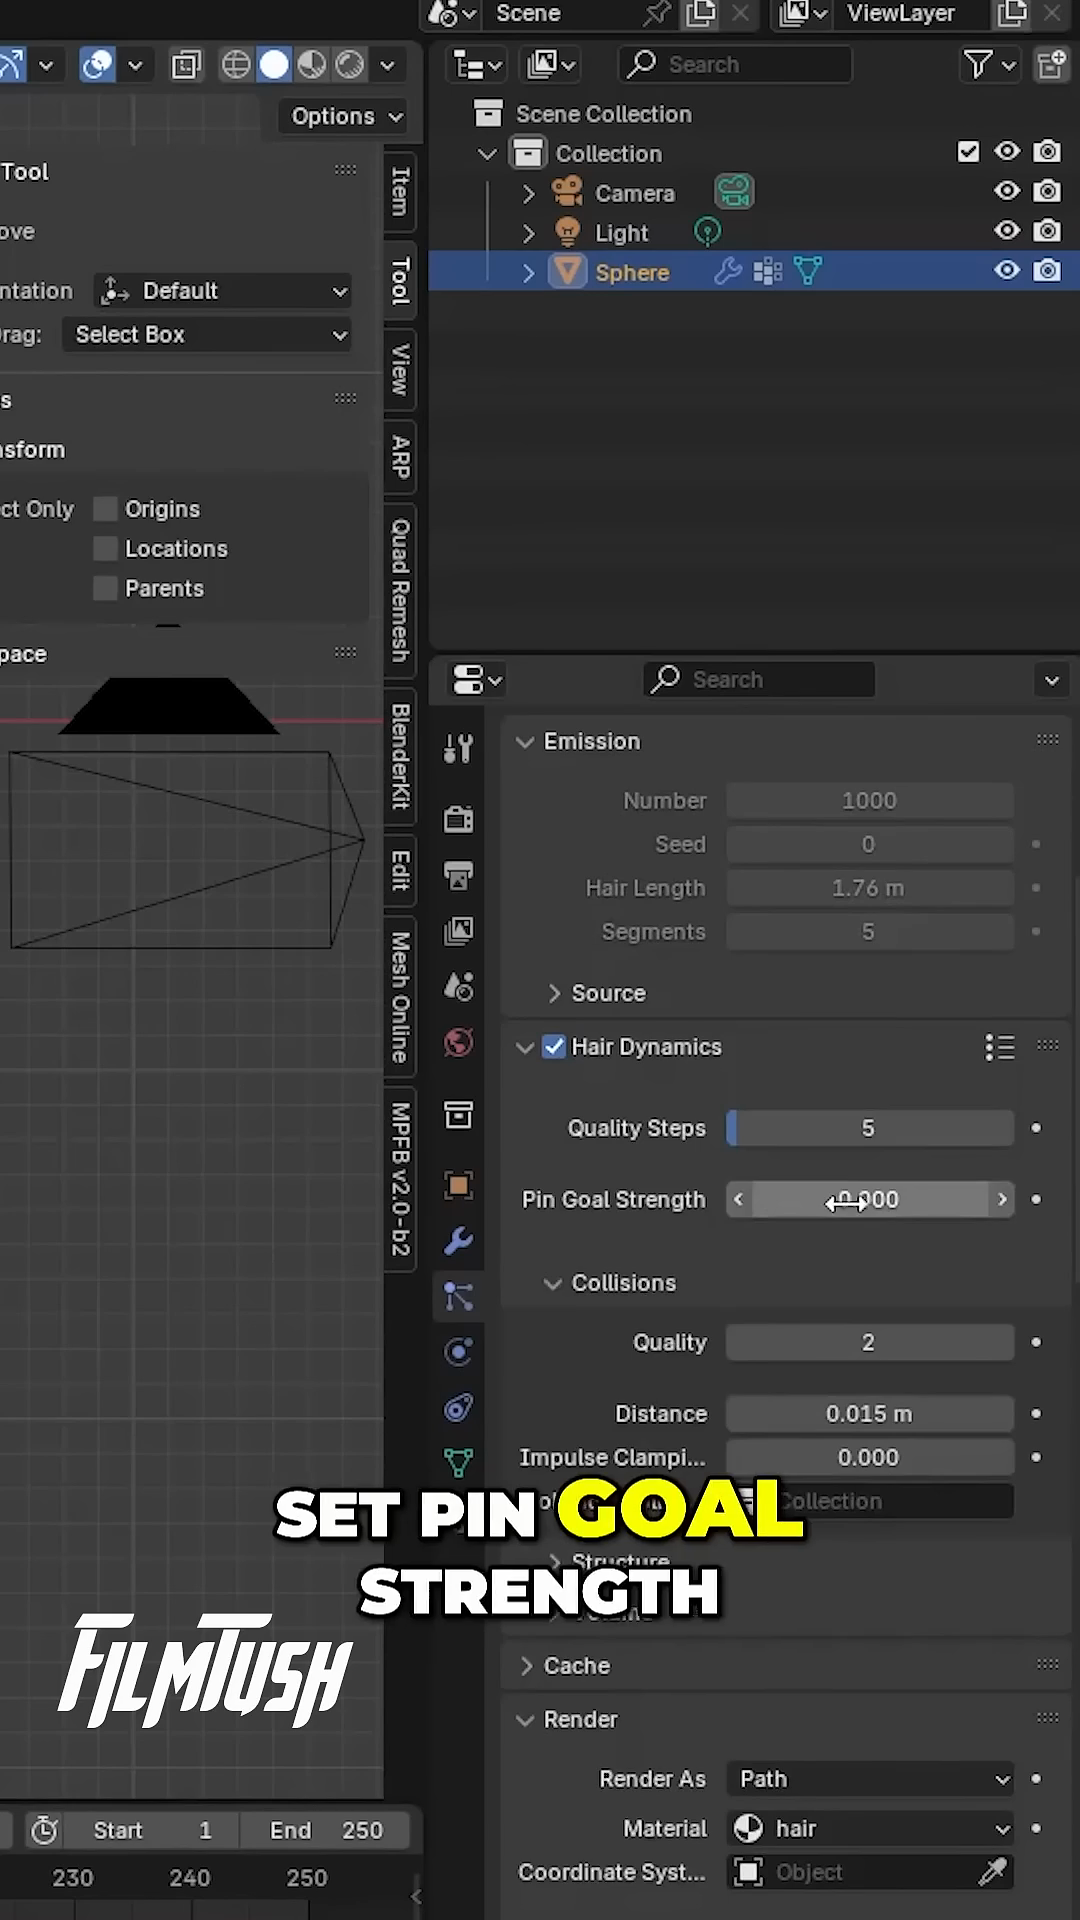 Scene
ViewLayer
Search
Options
Scene Collection
Collection
Camera
Light
Sphere
Tool
ove
ntation
Default
rag:
Select Box
s
nsform
ct Only
Origins
Locations
Parents
pace
Item
Tool
View
ARP
Quad Remesh
BlenderKit
Edit
Mesh Online
MPFB v2.0-b2
Search
Emission
Number 1000
Seed 0
Hair Length 1.76 m
Segments 5
Source
Hair Dynamics
Quality Steps 5
Pin Goal Strength 0.000
Collisions
Quality 2
Distance 0.015 m
Impulse Clampi... 0.000
Collection
SET PIN GOAL
STRENGTH
Structure
FILMTUSH
Cache
Render
Render As Path
Material hair
Coordinate Syst... Object
Start 1 End 250
230 240 250